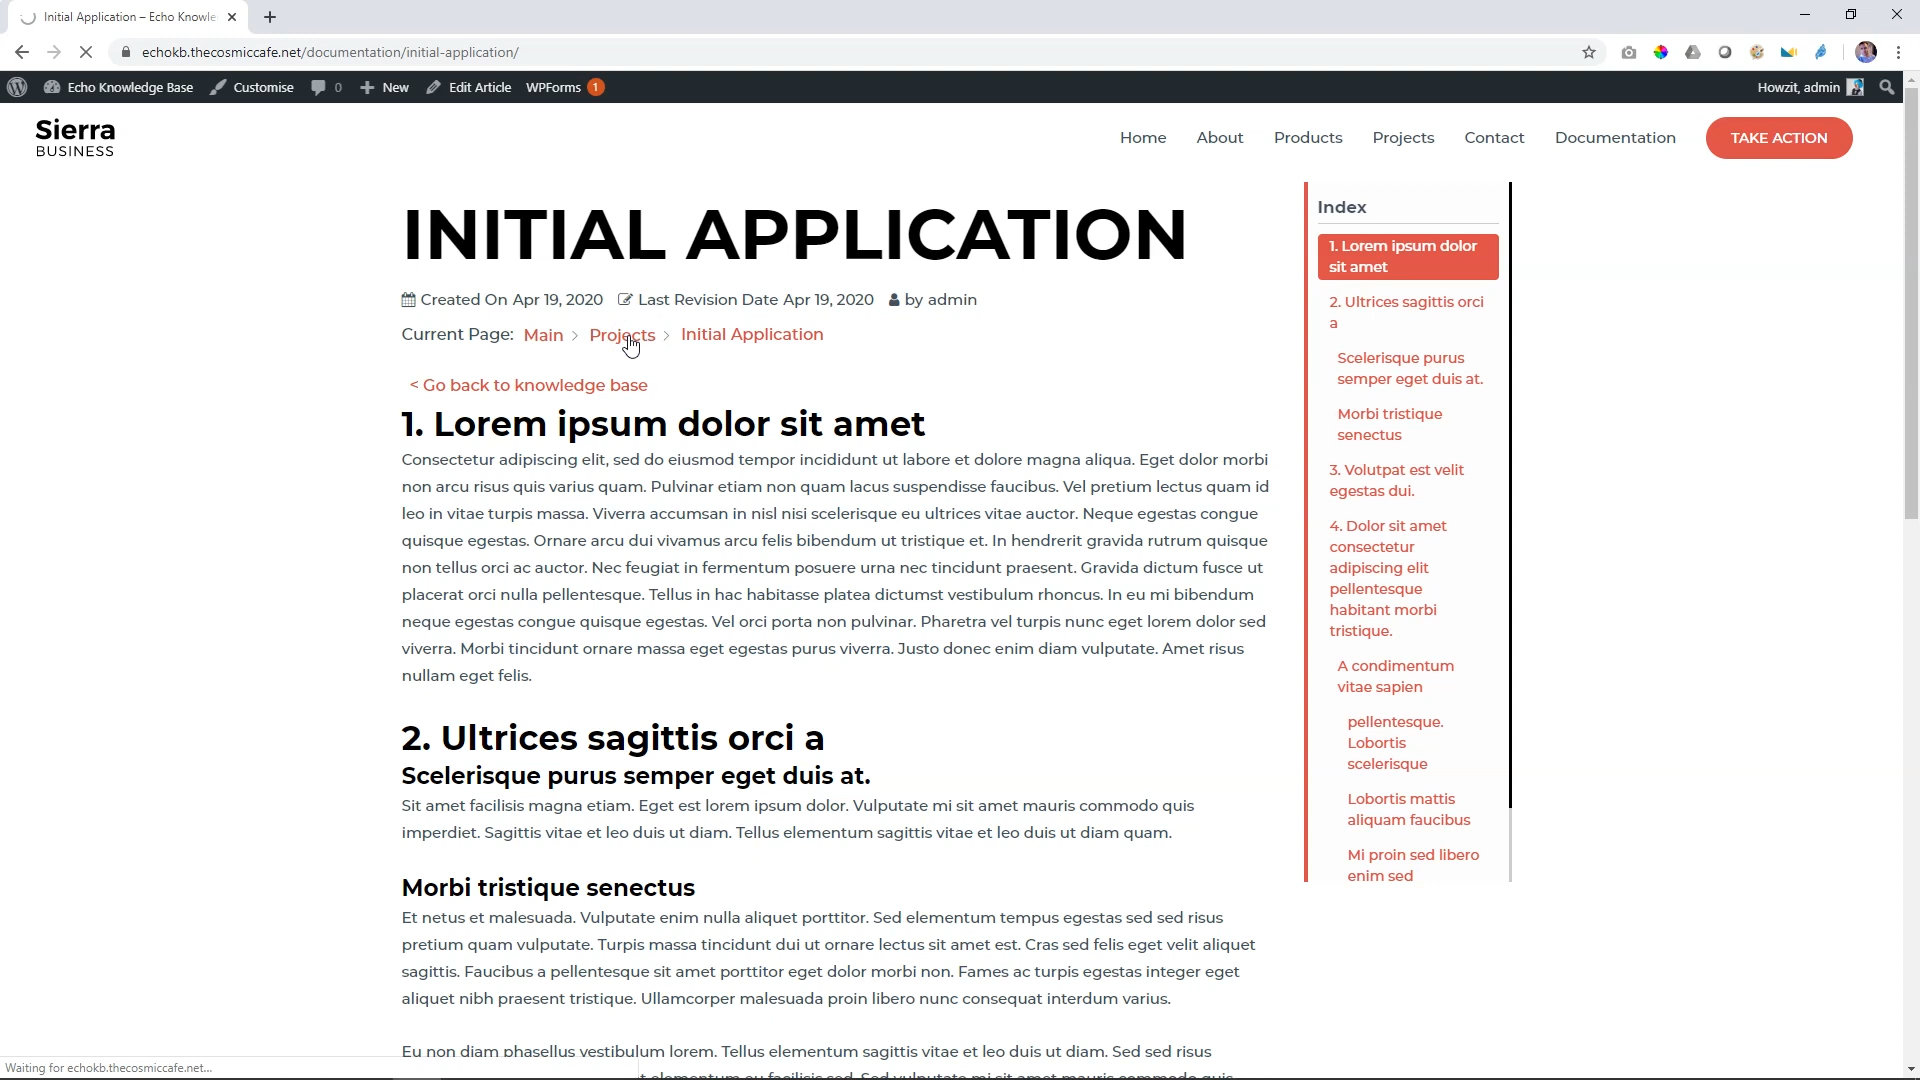 Initial Application – Echo Knowle
echokb.thecosmiccafe.net/documentation/initial-application/
Echo Knowledge Base Customise 0 New Edit Article WPForms 1 Howzit, admin
Sierra
BUSINESS
Home About Products Projects Contact Documentation TAKE ACTION
INITIAL APPLICATION
Created On Apr 19, 2020 Last Revision Date Apr 19, 2020 by admin
Current Page: Main > Projects > Initial Application
< Go back to knowledge base
1. Lorem ipsum dolor sit amet
Consectetur adipiscing elit, sed do eiusmod tempor incididunt ut labore et dolore magna aliqua. Eget dolor morbi
non arcu risus quis varius quam. Pulvinar etiam non quam lacus suspendisse faucibus. Vel pretium lectus quam id
leo in vitae turpis massa. Viverra accumsan in nisl nisi scelerisque eu ultrices vitae auctor. Neque egestas congue
quisque egestas. Ornare arcu dui vivamus arcu felis bibendum ut tristique et. In hendrerit gravida rutrum quisque
non tellus orci ac auctor. Nec feugiat in fermentum posuere urna nec tincidunt praesent. Gravida dictum fusce ut
placerat orci nulla pellentesque. Tellus in hac habitasse platea dictumst vestibulum rhoncus. In eu mi bibendum
neque egestas congue quisque egestas. Vel orci porta non pulvinar. Pharetra vel turpis nunc eget lorem dolor sed
viverra. Morbi tincidunt ornare massa eget egestas purus viverra. Justo donec enim diam vulputate. Amet risus
nullam eget felis.
2. Ultrices sagittis orci a
Scelerisque purus semper eget duis at.
Sit amet facilisis magna etiam. Eget est lorem ipsum dolor. Vulputate mi sit amet mauris commodo quis
imperdiet. Sagittis vitae et leo duis ut diam. Tellus elementum sagittis vitae et leo duis ut diam quam.
Morbi tristique senectus
Et netus et malesuada. Vulputate enim nulla aliquet porttitor. Sed elementum tempus egestas sed sed risus
pretium quam vulputate. Turpis massa tincidunt dui ut ornare lectus sit amet est. Cras sed felis eget velit aliquet
sagittis. Faucibus a pellentesque sit amet porttitor eget dolor morbi non. Fames ac turpis egestas integer eget
aliquet nibh praesent tristique. Ullamcorper malesuada proin libero nunc consequat interdum varius.
Eu non diam phasellus vestibulum lorem. Tellus elementum sagittis vitae et leo duis ut diam. Sed sed risus
Index
1. Lorem ipsum dolor
sit amet
2. Ultrices sagittis orci
a
Scelerisque purus
semper eget duis at.
Morbi tristique
senectus
3. Volutpat est velit
egestas dui.
4. Dolor sit amet
consectetur
adipiscing elit
pellentesque
habitant morbi
tristique.
A condimentum
vitae sapien
pellentesque.
Lobortis
scelerisque
Lobortis mattis
aliquam faucibus
Mi proin sed libero
enim sed
Waiting for echokb.thecosmiccafe.net...